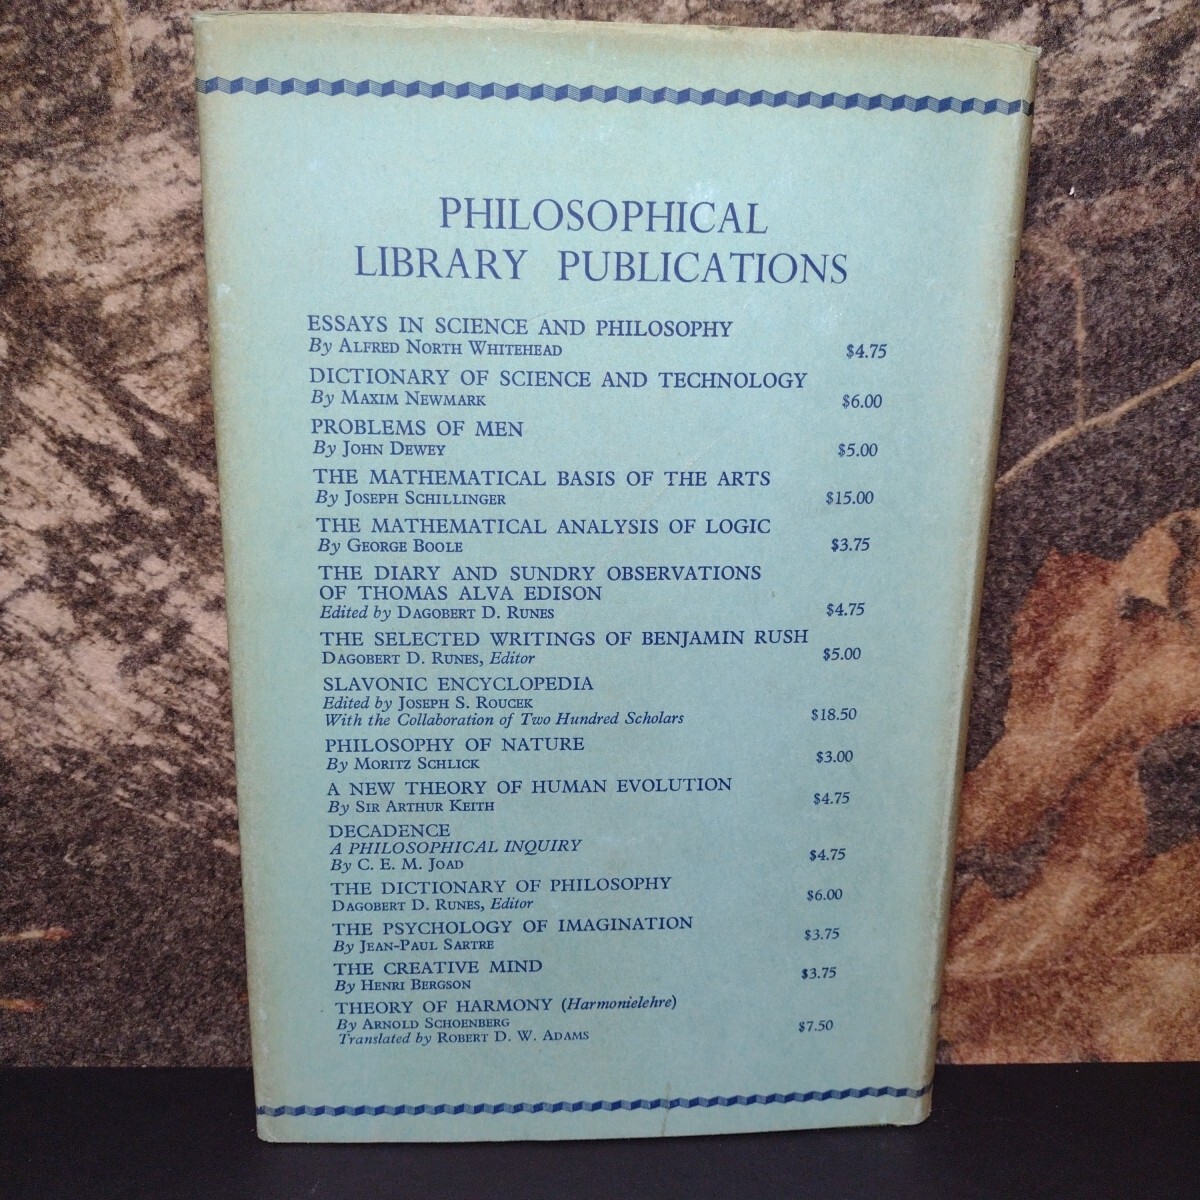 PHILOSOPHICAL
LIBRARY PUBLICATIONS
ESSAYS IN SCIENCE AND PHILOSOPHY
By ALFRED NORTH WHITEHEAD $4.75
DICTIONARY OF SCIENCE AND TECHNOLOGY
By MAXIM NEWMARK $6.00
PROBLEMS OF MEN
By JOHN DEWEY $5.00
THE MATHEMATICAL BASIS OF THE ARTS
By JOSEPH SCHILLINGER $15.00
THE MATHEMATICAL ANALYSIS OF LOGIC
By GEORGE BOOLE $3.75
THE DIARY AND SUNDRY OBSERVATIONS
OF THOMAS ALVA EDISON
Edited by DAGOBERT D. RUNES $4.75
THE SELECTED WRITINGS OF BENJAMIN RUSH
DAGOBERT D. RUNES, Editor $5.00
SLAVONIC ENCYCLOPEDIA
Edited by JOSEPH S. ROUCEK
With the Collaboration of Two Hundred Scholars $18.50
PHILOSOPHY OF NATURE
By MORITZ SCHLICK $3.00
A NEW THEORY OF HUMAN EVOLUTION
By SIR ARTHUR KEITH $4.75
DECADENCE
A PHILOSOPHICAL INQUIRY
By C. E. M. JOAD $4.75
THE DICTIONARY OF PHILOSOPHY
DAGOBERT D. RUNES, Editor $6.00
THE PSYCHOLOGY OF IMAGINATION
By JEAN-PAUL SARTRE $3.75
THE CREATIVE MIND
By HENRI BERGSON $3.75
THEORY OF HARMONY (Harmonielehre)
By ARNOLD SCHOENBERG
Translated by ROBERT D. W. ADAMS $7.50